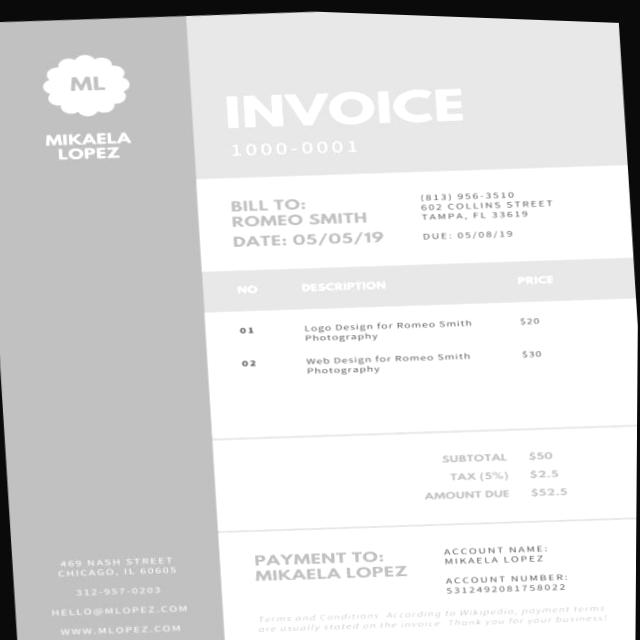 ML
MIKAELA
LOPEZ
INVOICE
1000-0001
BILL TO:
ROMEO SMITH
DATE: 05/05/19
(813) 956-3510
602 COLLINS STREET
TAMPA, FL 33619
DUE: 05/08/19
NO DESCRIPTION PRICE
01 Logo Design for Romeo Smith $20
Photography
02 Web Design for Romeo Smith $30
Photography
SUBTOTAL $50
TAX (5%) $2.5
AMOUNT DUE $52.5
PAYMENT TO:
MIKAELA LOPEZ
ACCOUNT NAME:
MIKAELA LOPEZ
ACCOUNT NUMBER:
5312492081758022
469 NASH STREET
CHICAGO, IL 60605
312-957-0203
HELLO@MLOPEZ.COM
WWW.MLOPEZ.COM
Terms and Conditions. According to Wikipedia, payment terms
are usually stated on the invoice. Thank you for your business!